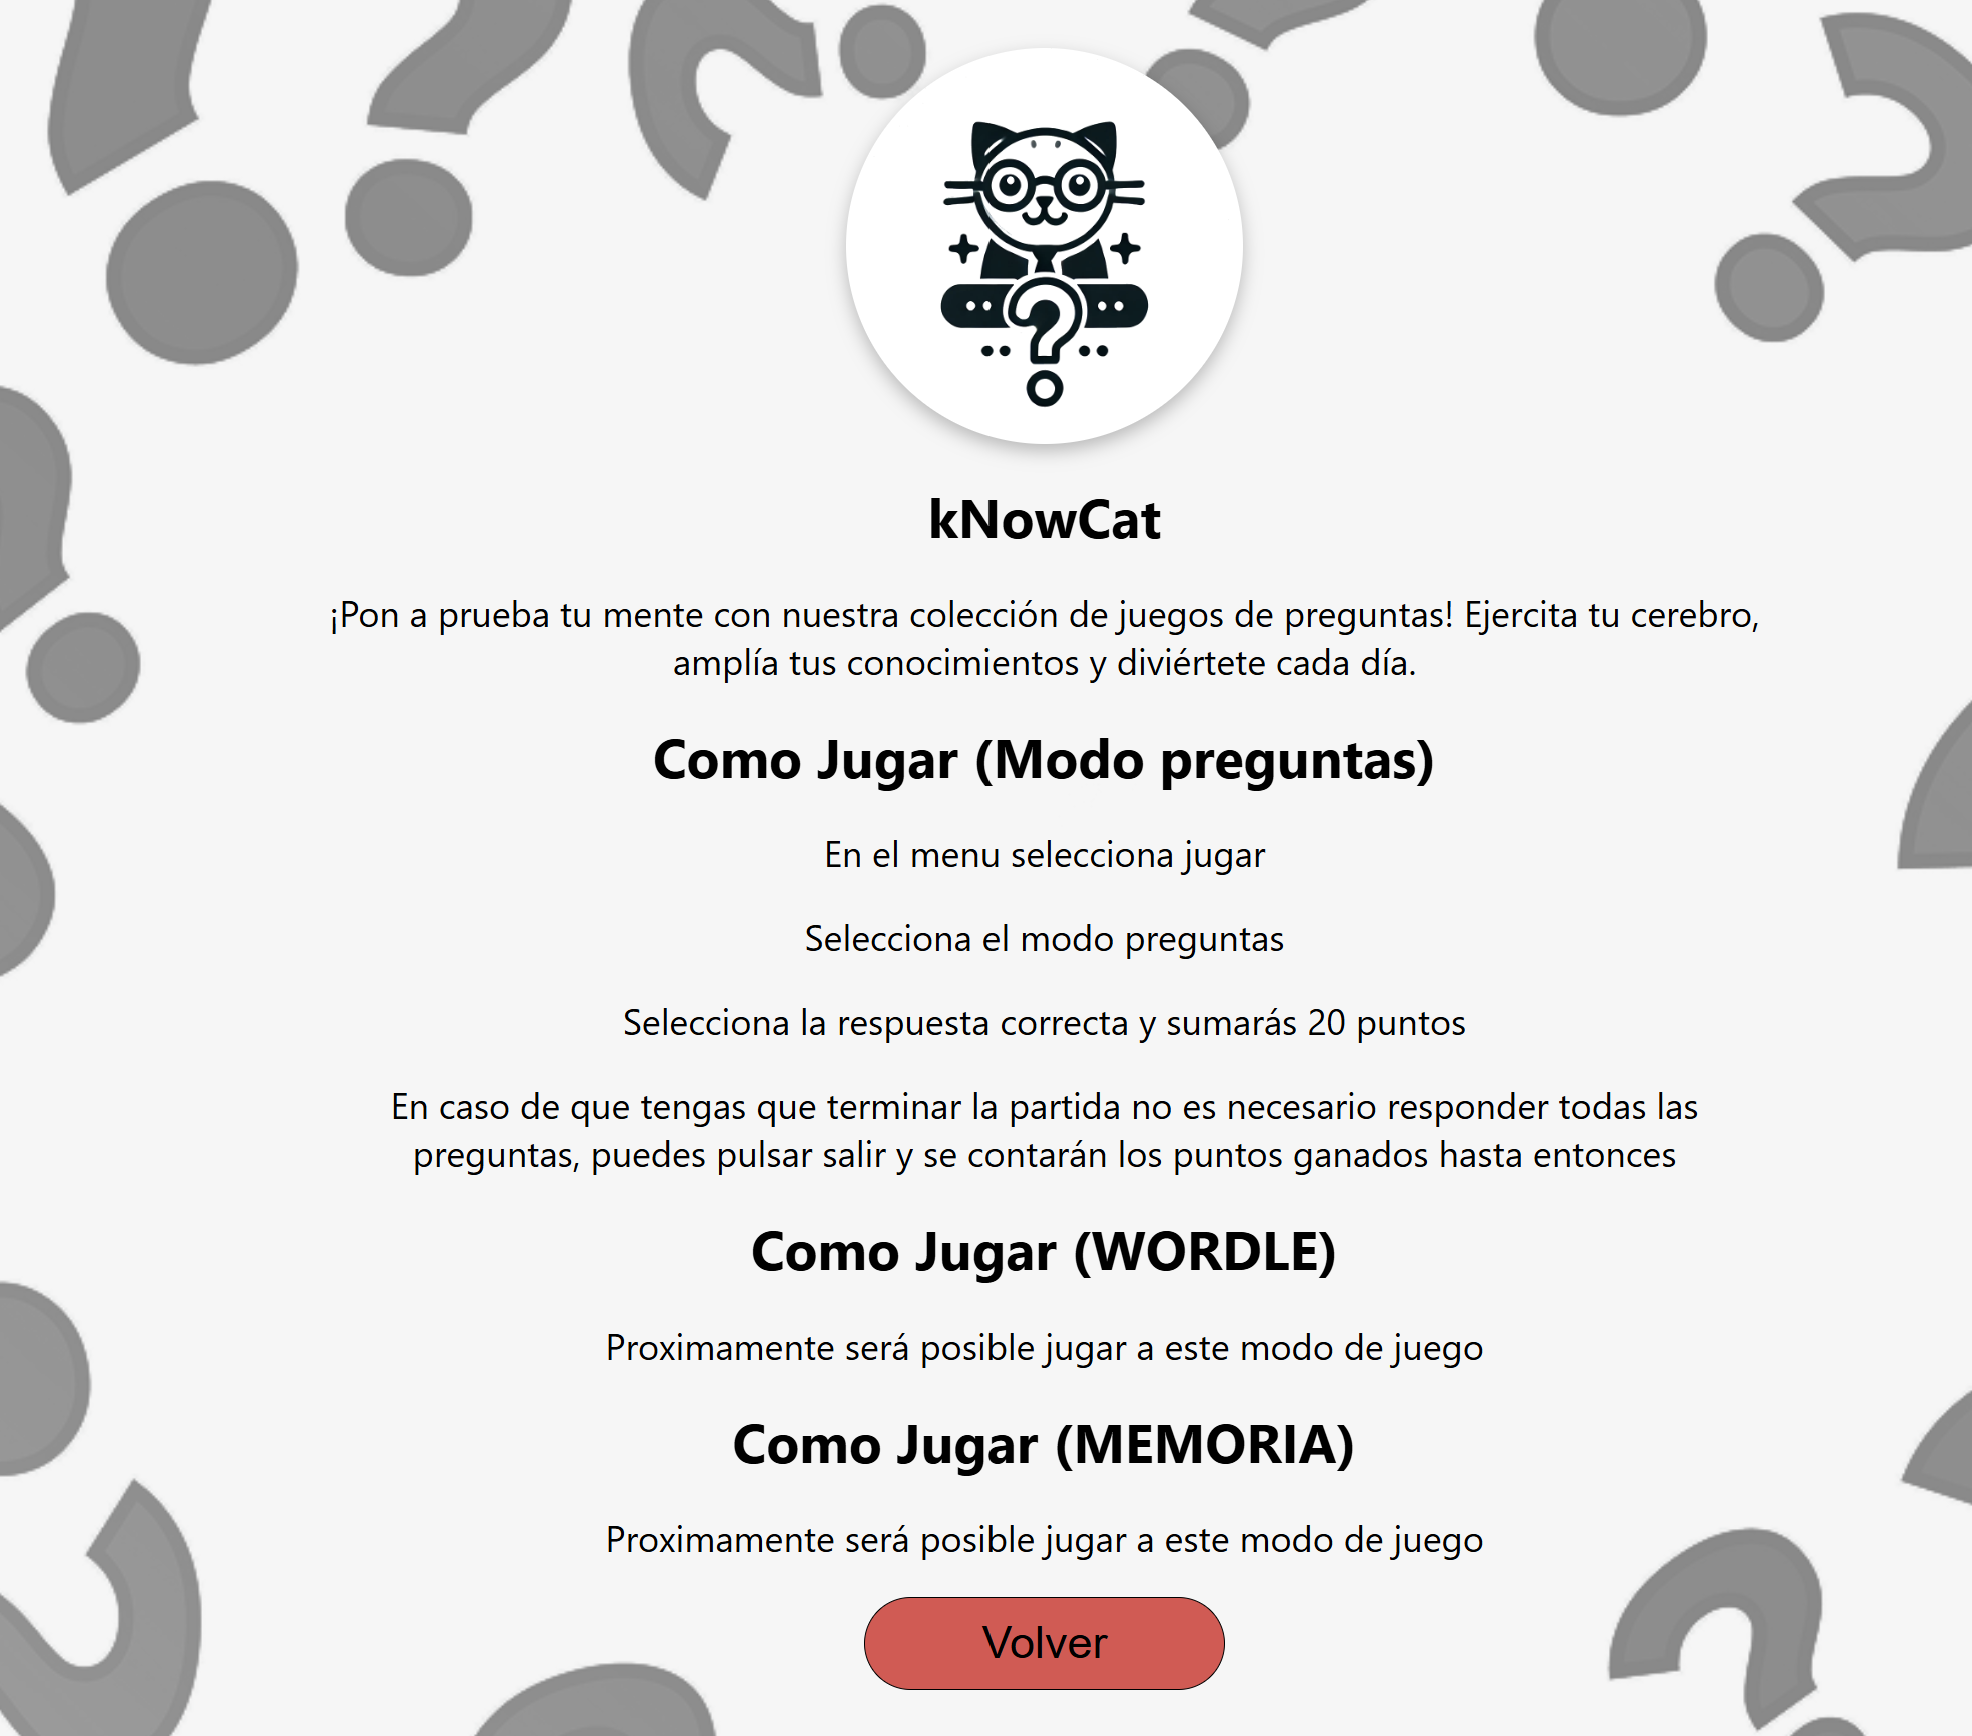 kNowCat
¡Pon a prueba tu mente con nuestra colección de juegos de preguntas! Ejercita tu cerebro,
amplía tus conocimientos y diviértete cada día.
Como Jugar (Modo preguntas)
En el menu selecciona jugar
Selecciona el modo preguntas
Selecciona la respuesta correcta y sumarás 20 puntos
En caso de que tengas que terminar la partida no es necesario responder todas las
preguntas, puedes pulsar salir y se contarán los puntos ganados hasta entonces
Como Jugar (WORDLE)
Proximamente será posible jugar a este modo de juego
Como Jugar (MEMORIA)
Proximamente será posible jugar a este modo de juego
Volver